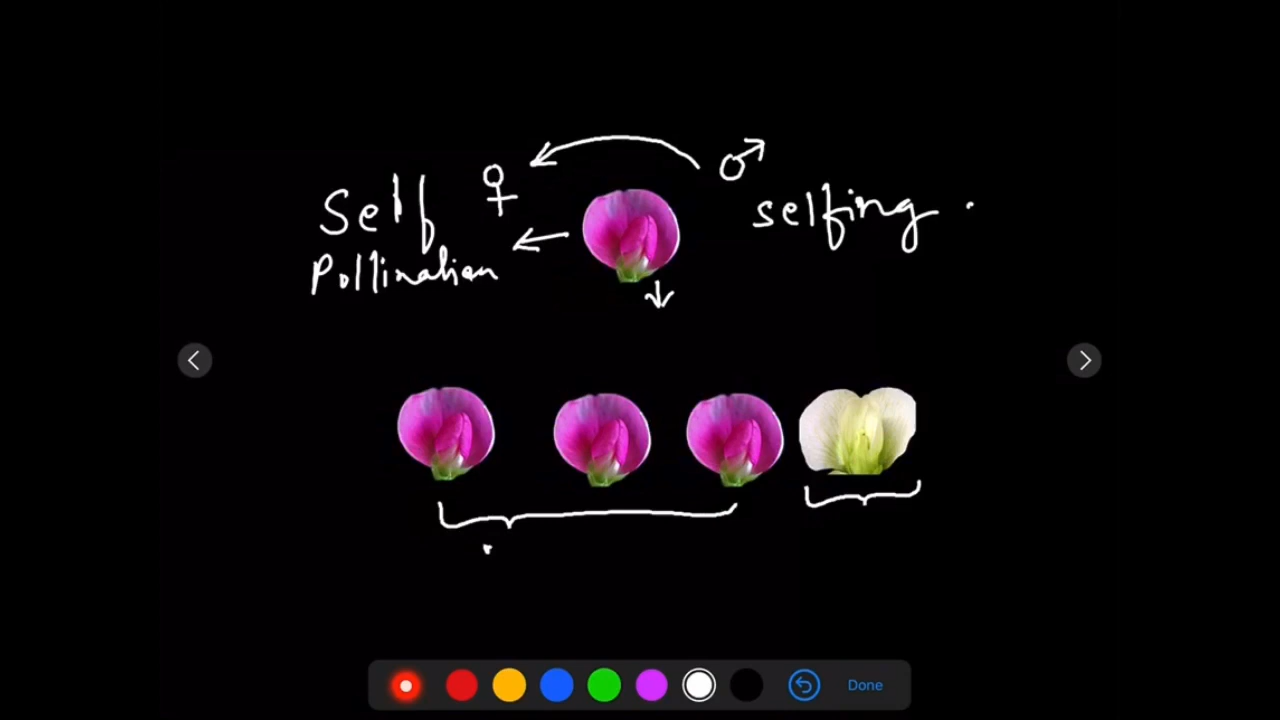 Self
Pollination
♀
♂
selfing
Done